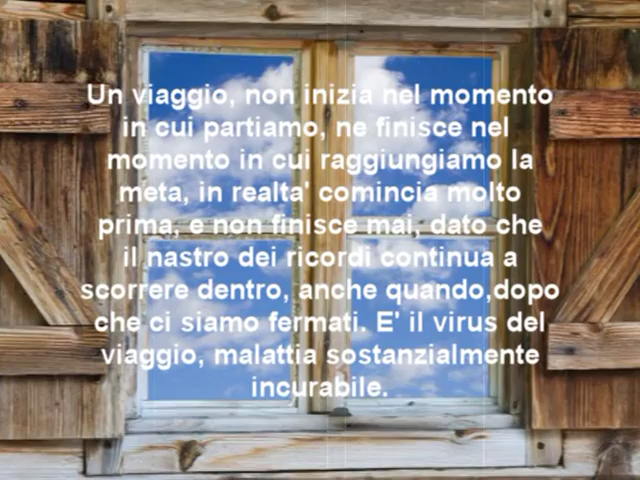 Un viaggio, non inizia nel momento
in cui partiamo, ne finisce nel
momento in cui raggiungiamo la
meta, in realta' comincia molto
prima, e non finisce mai, dato che
il nastro dei ricordi continua a
scorrere dentro, anche quando,dopo
che ci siamo fermati. E' il virus del
viaggio, malattia sostanzialmente
incurabile.